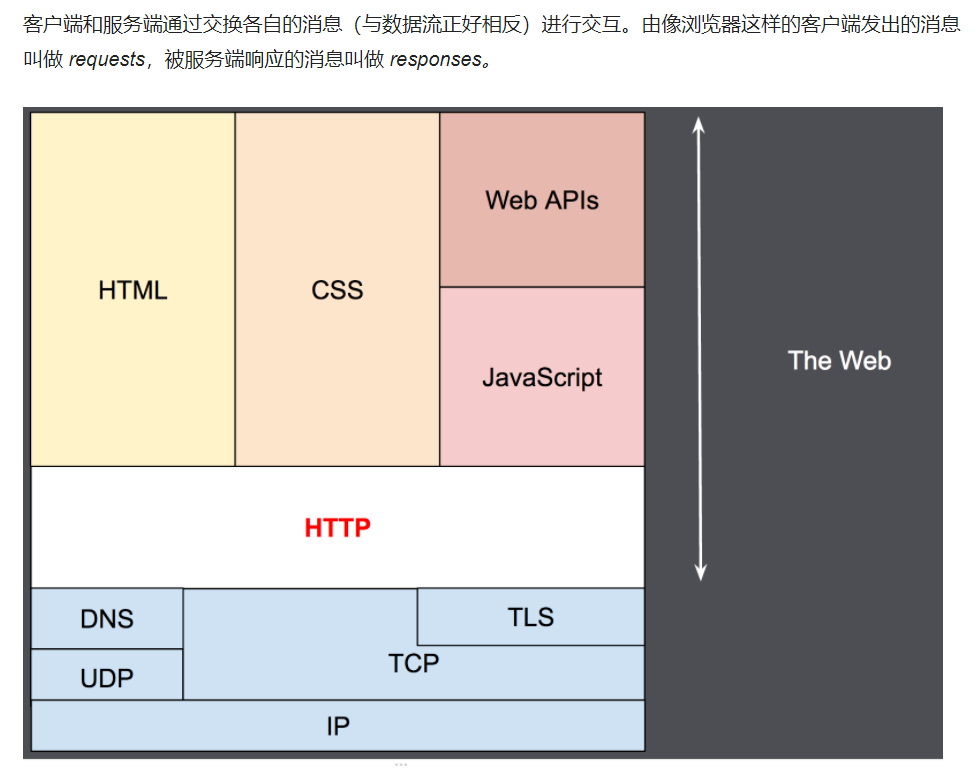 客户端和服务端通过交换各自的消息（与数据流正好相反）进行交互。由像浏览器这样的客户端发出的消息
叫做 requests，被服务端响应的消息叫做 responses。
Web APIs
HTML
CSS
JavaScript
The Web
HTTP
DNS
TLS
TCP
UDP
IP